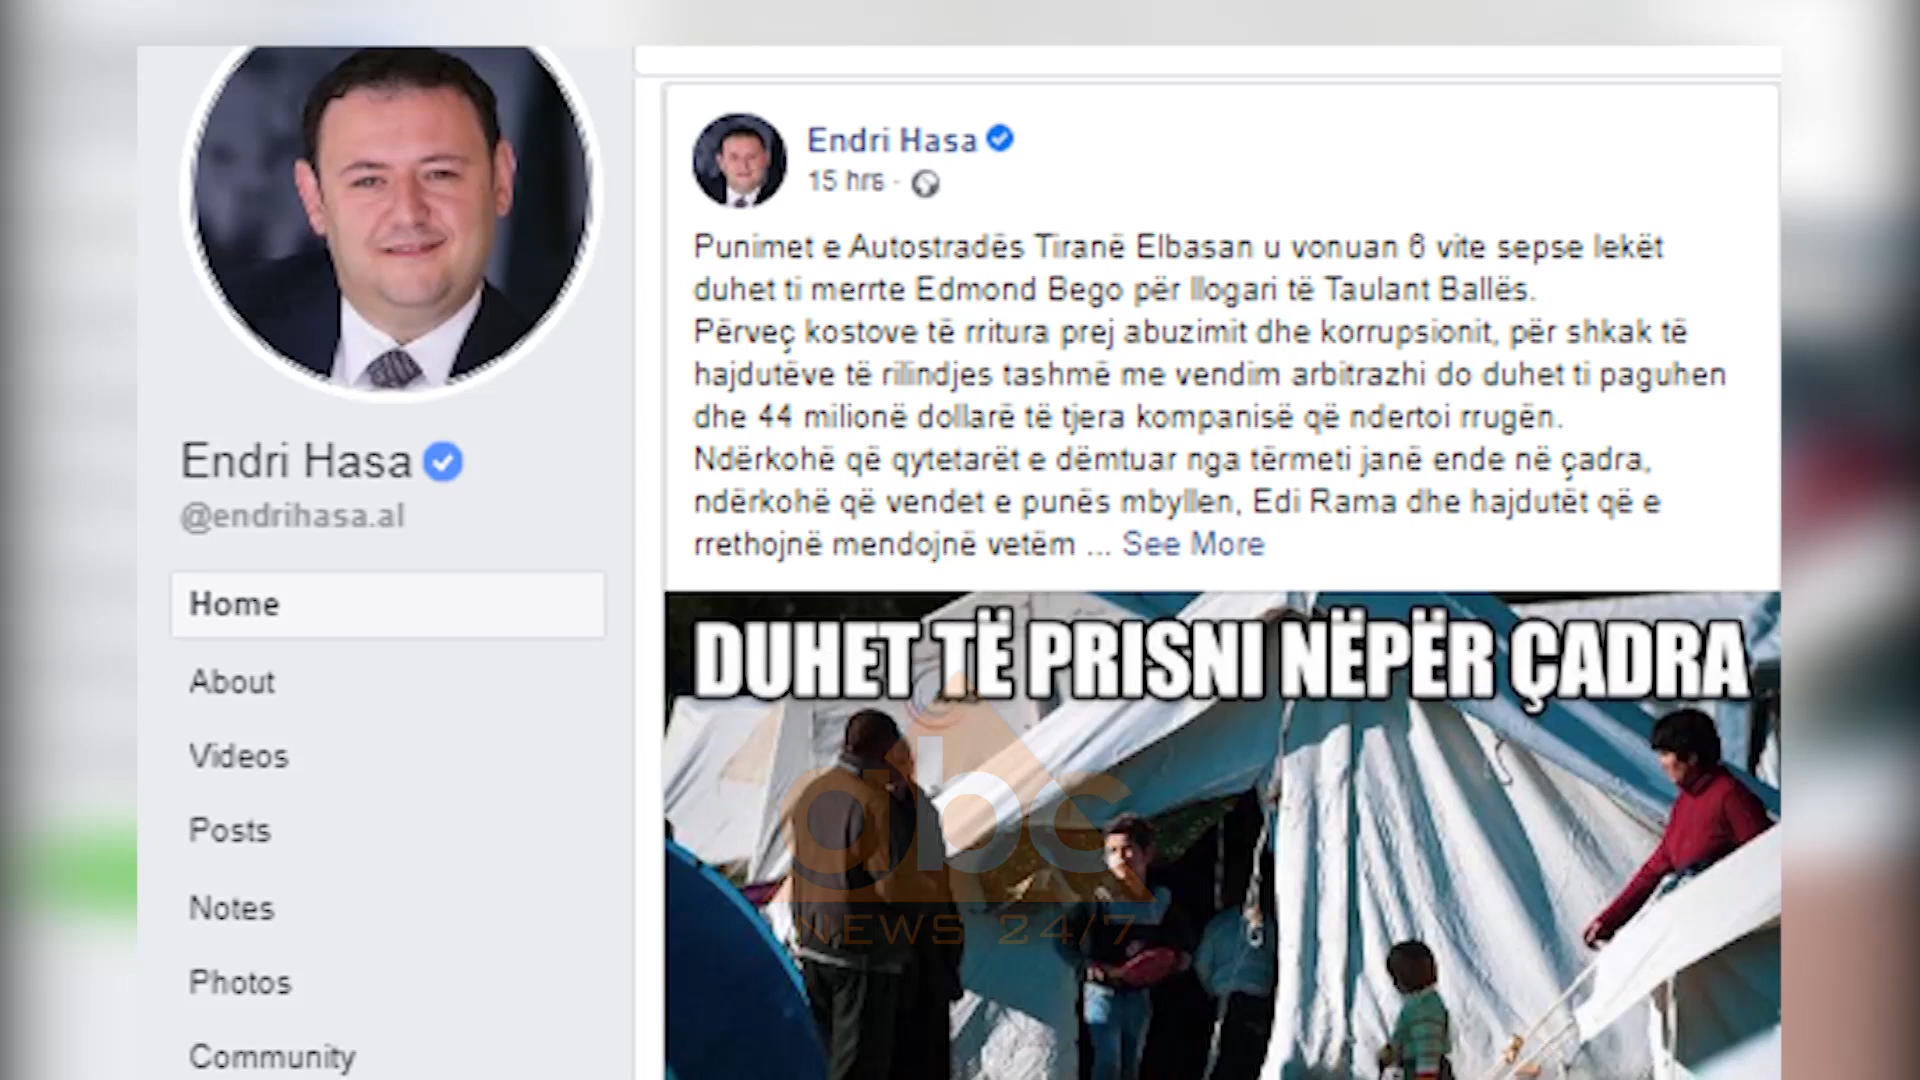 Endri Hasa
@endrihasa.al
Home
About
Videos
Posts
Notes
Photos
Community
Endri Hasa
15 hrs ·
Punimet e Autostradës Tiranë Elbasan u vonuan 6 vite sepse lekët
duhet ti merrte Edmond Bego për llogari të Taulant Ballës.
Përveç kostove të rritura prej abuzimit dhe korrupsionit, për shkak të
hajdutëve të rilindjes tashmë me vendim arbitrazhi do duhet ti paguhen
dhe 44 milionë dollarë të tjera kompanisë që ndertoi rrugën.
Ndërkohë që qytetarët e dëmtuar nga tërmeti janë ende në çadra,
ndërkohë që vendet e punës mbyllen, Edi Rama dhe hajdutët që e
rrethojnë mendojnë vetëm ... See More
DUHET TË PRISNI NËPËR ÇADRA
abc
NEWS 24/7